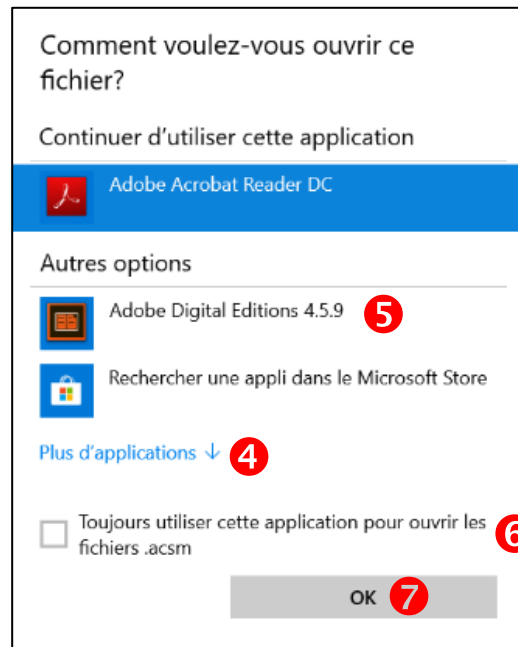 Comment voulez-vous ouvrir ce
fichier?
Continuer d'utiliser cette application
Adobe Acrobat Reader DC
Autres options
Adobe Digital Editions 4.5.9 5
Rechercher une appli dans le Microsoft Store
Plus d'applications ↓ 4
Toujours utiliser cette application pour ouvrir les
fichiers .acsm 6
OK 7